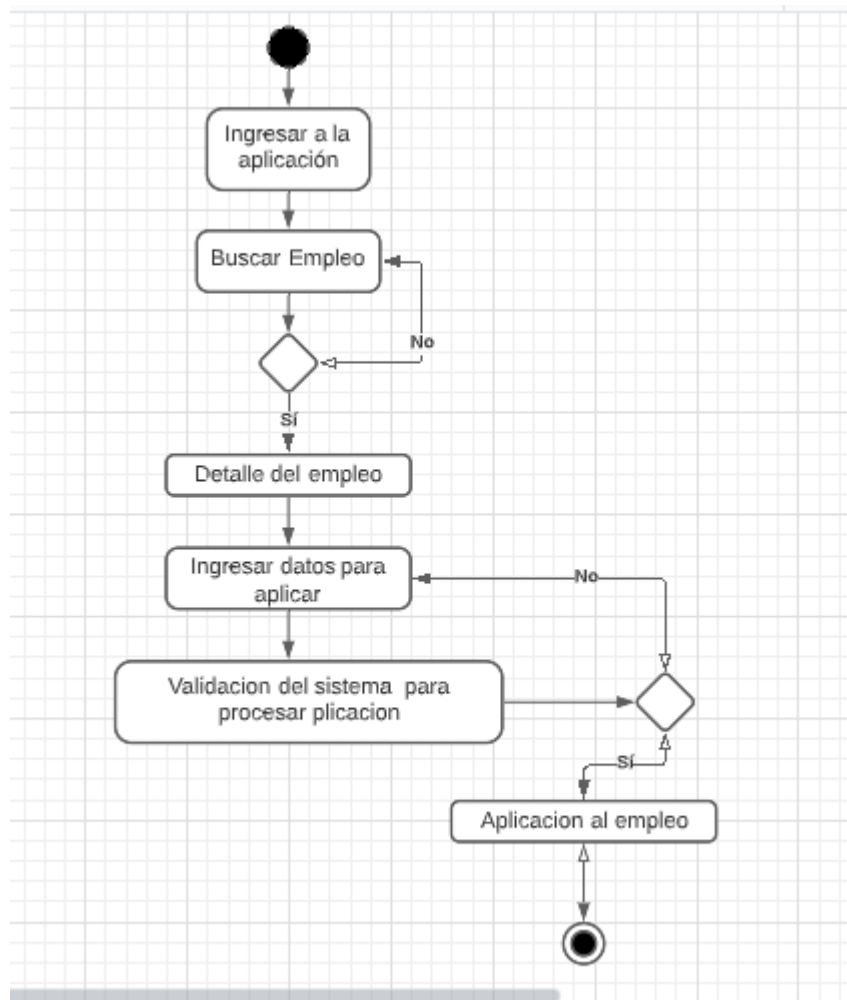 Ingresar a la
aplicación
Buscar Empleo
No
Sí
Detalle del empleo
Ingresar datos para
aplicar
No
Validacion del sistema para
procesar plicacion
Sí
Aplicacion al empleo